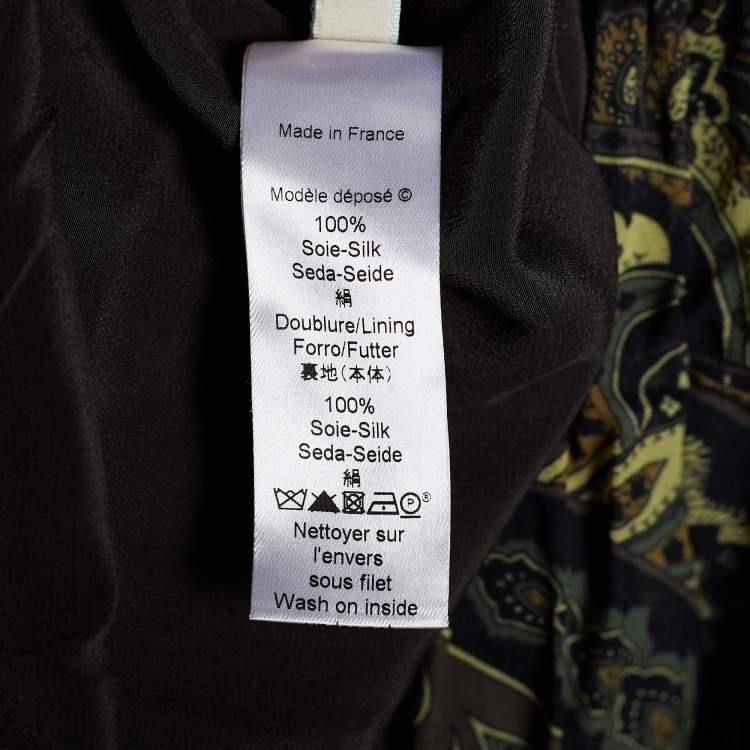 Made in France
Modèle déposé ©
100%
Soie-Silk
Seda-Seide
絹
Doublure/Lining
Forro/Futter
裏地(本体)
100%
Soie-Silk
Seda-Seide
絹
P®
Nettoyer sur
l'envers
sous filet
Wash on inside